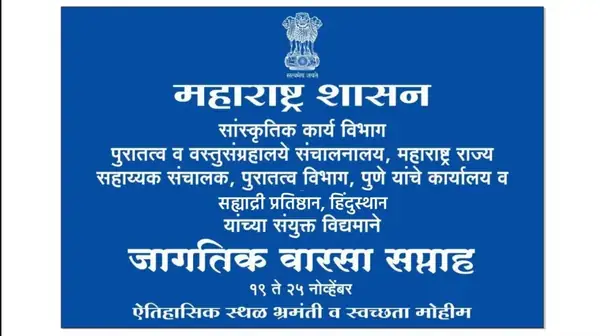 सत्यमेव जयते
महाराष्ट्र शासन
सांस्कृतिक कार्य विभाग
पुरातत्व व वस्तुसंग्रहालये संचालनालय, महाराष्ट्र राज्य
सहाय्यक संचालक, पुरातत्व विभाग, पुणे यांचे कार्यालय व
सह्याद्री प्रतिष्ठान, हिंदुस्थान
यांच्या संयुक्त विद्यमाने
जागतिक वारसा सप्ताह
१९ ते २५ नोव्हेंबर
ऐतिहासिक स्थळ भ्रमंती व स्वच्छता मोहीम